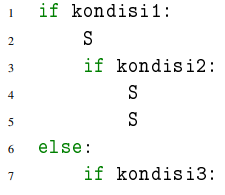 1 if kondisi1:
2     S
3     if kondisi2:
4         S
5         S
6 else:
7     if kondisi3: